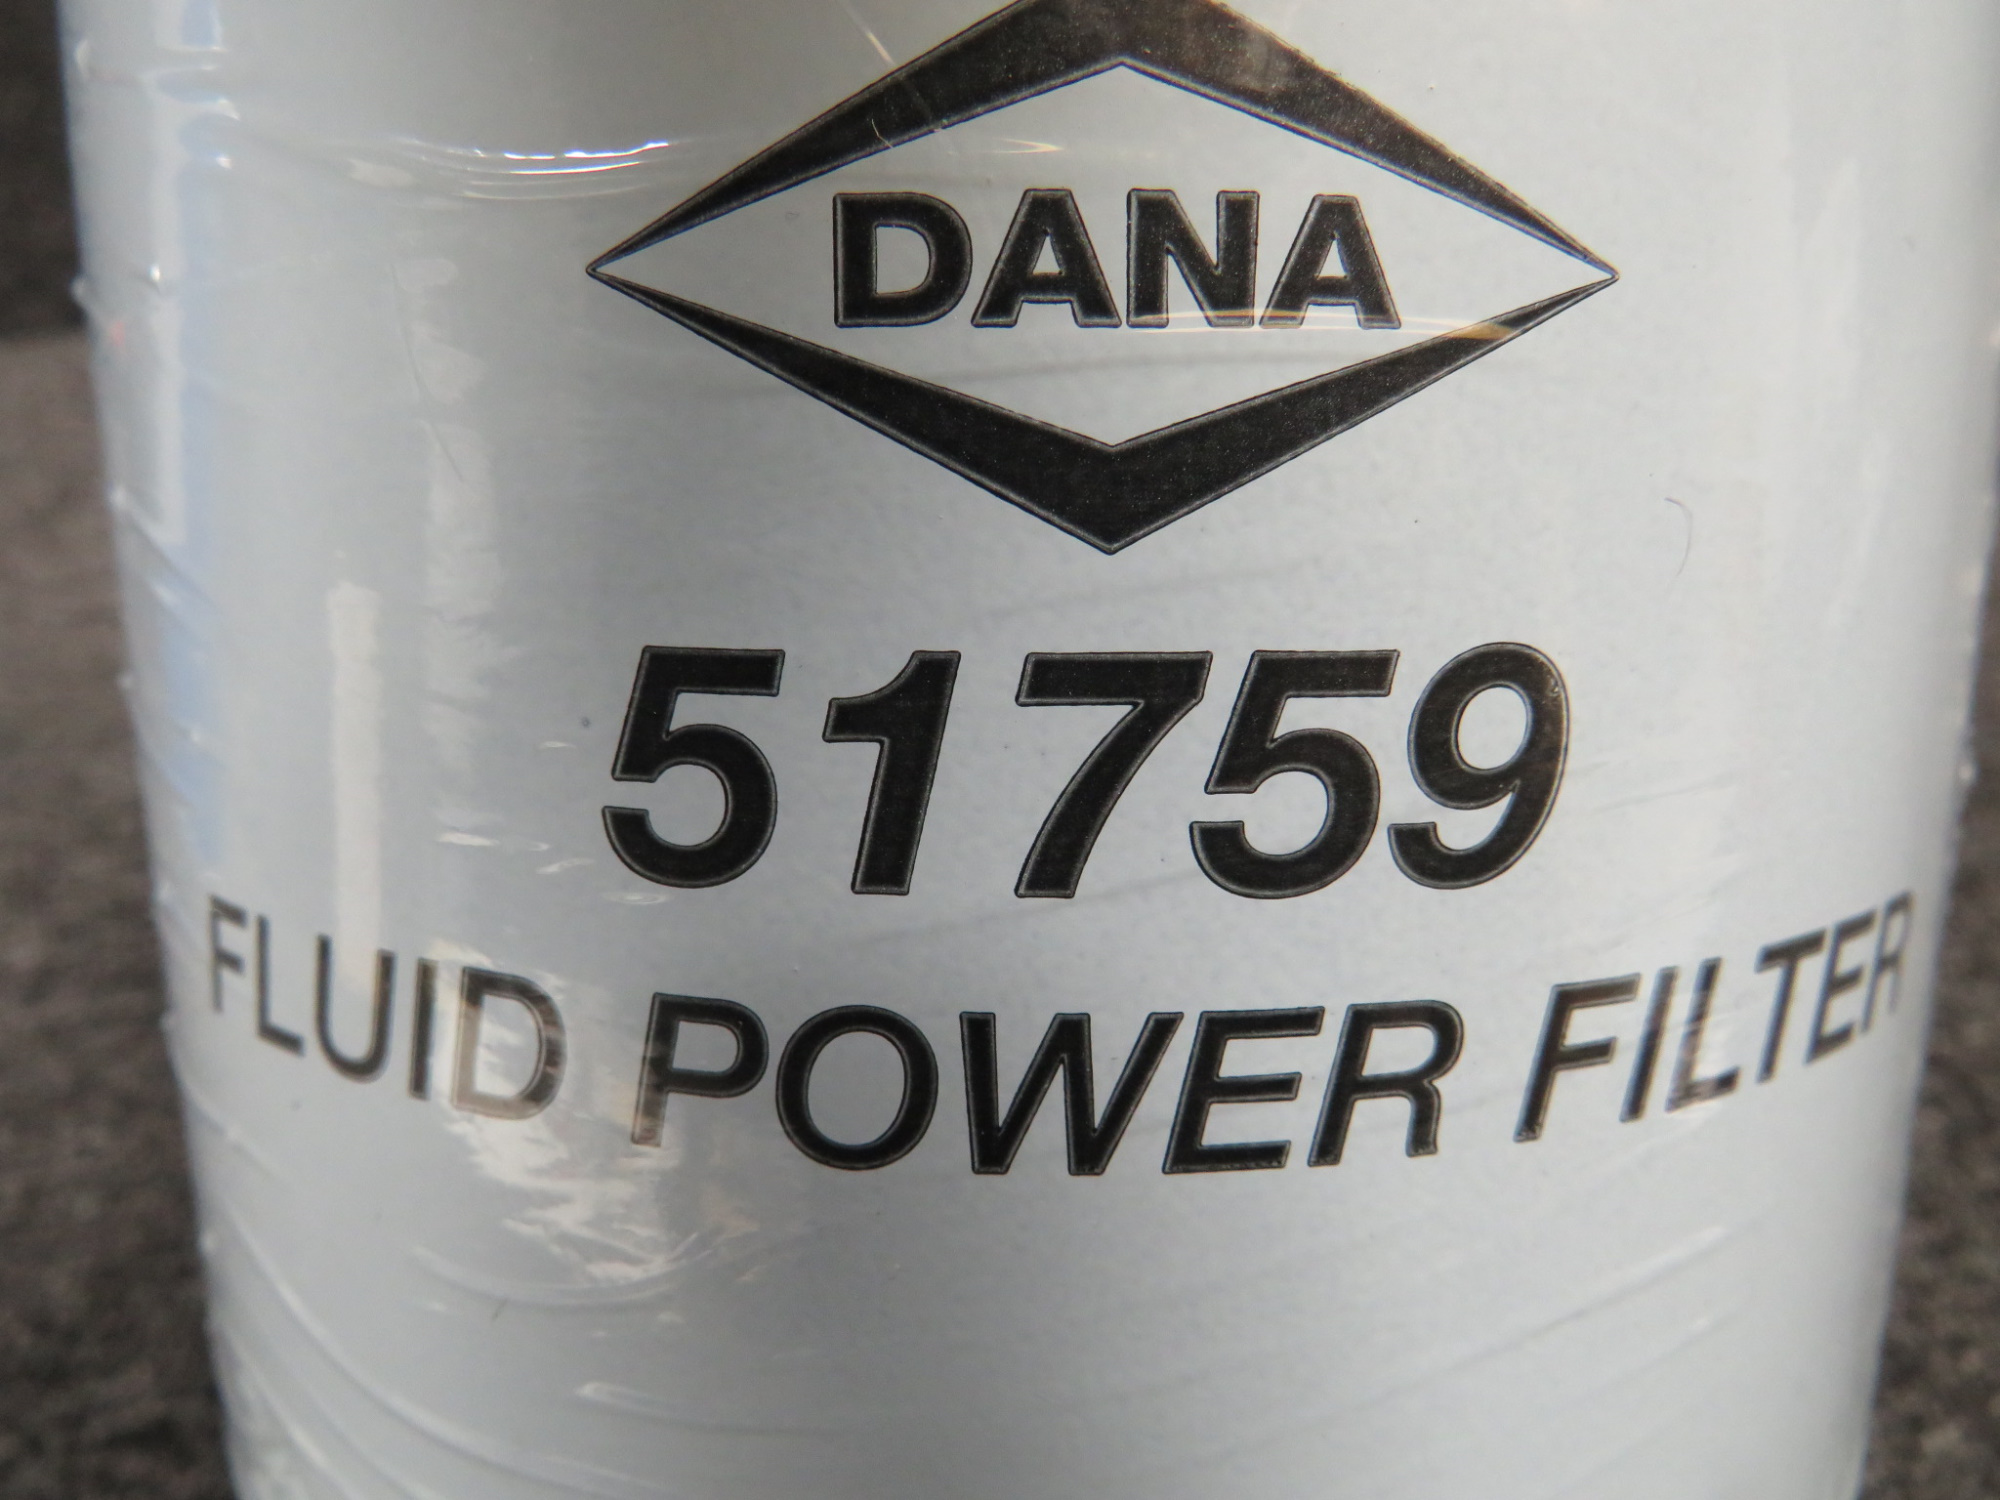 DANA
51759
FLUID POWER FILTER